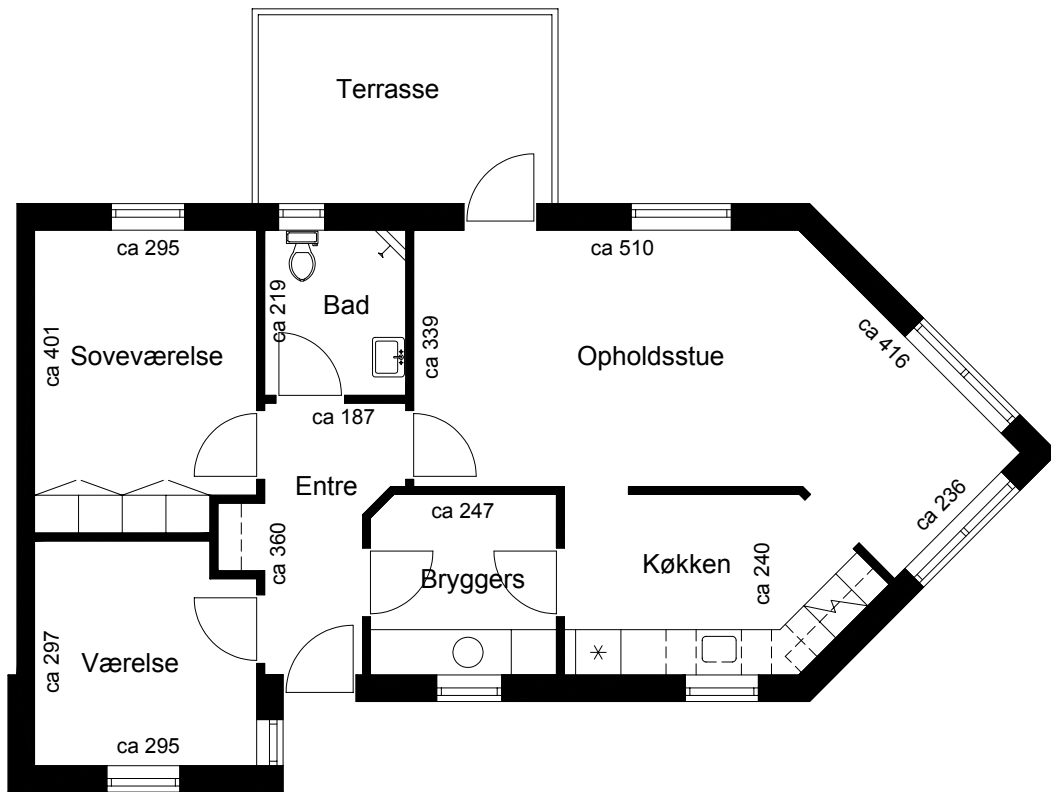 Terrasse
ca 295
ca 510
ca 219
Bad
ca 401
Soveværelse
ca 339
Opholdsstue
ca 416
ca 187
Entre
ca 247
ca 236
ca 360
Bryggers
Køkken
ca 240
ca 297
Værelse
ca 295